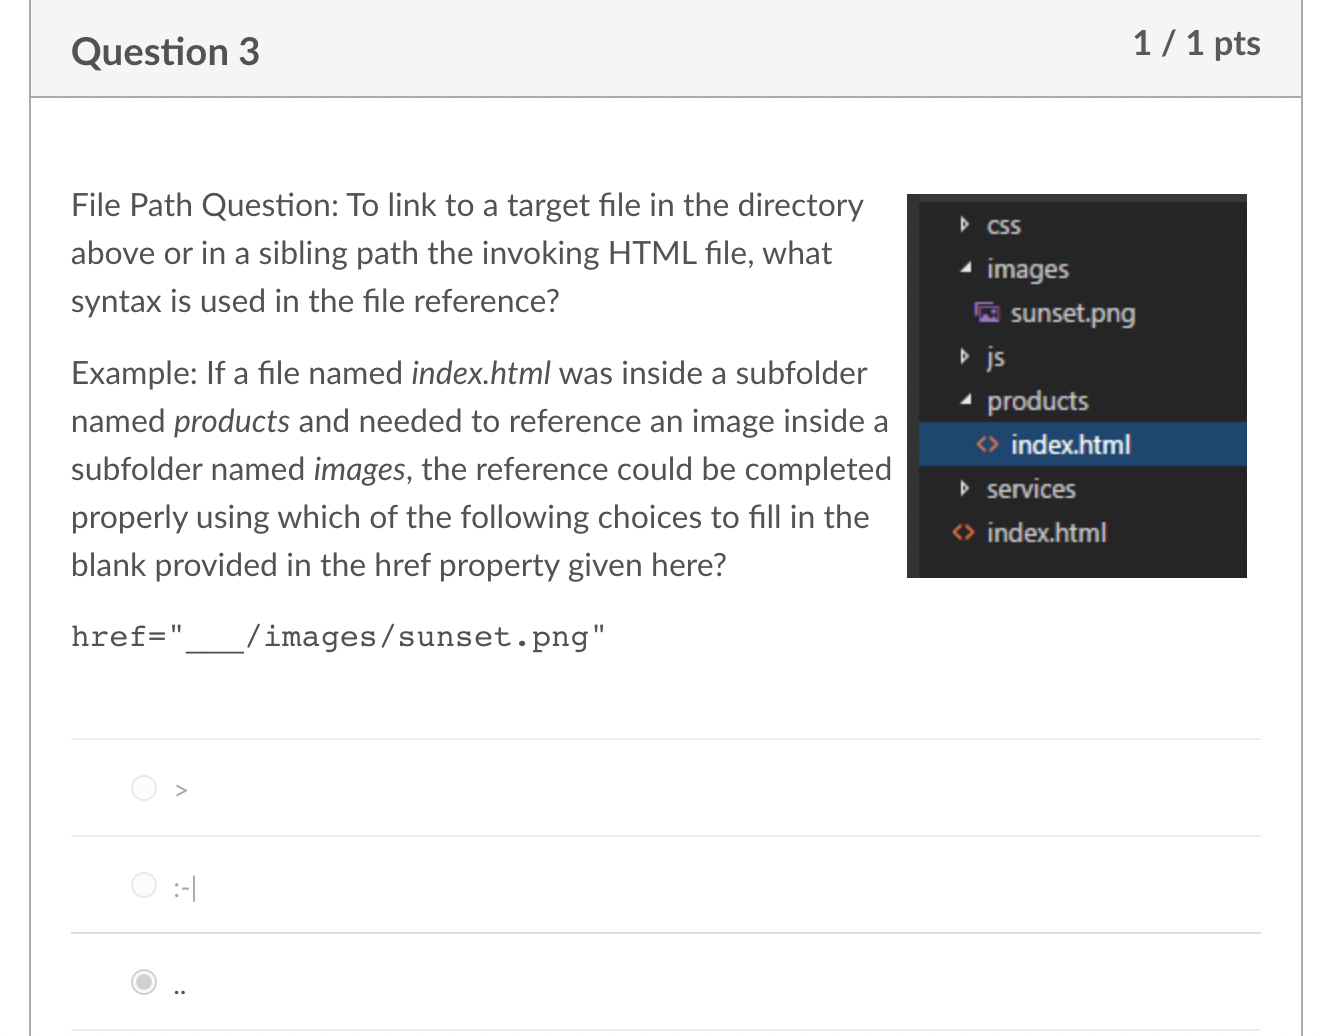 Question 3
1 / 1 pts
File Path Question: To link to a target file in the directory
above or in a sibling path the invoking HTML file, what
syntax is used in the file reference?
Example: If a file named index.html was inside a subfolder
named products and needed to reference an image inside a
subfolder named images, the reference could be completed
properly using which of the following choices to fill in the
blank provided in the href property given here?
href="___/images/sunset.png"
css
images
sunset.png
js
products
<> index.html
services
<> index.html
>
:-|
..